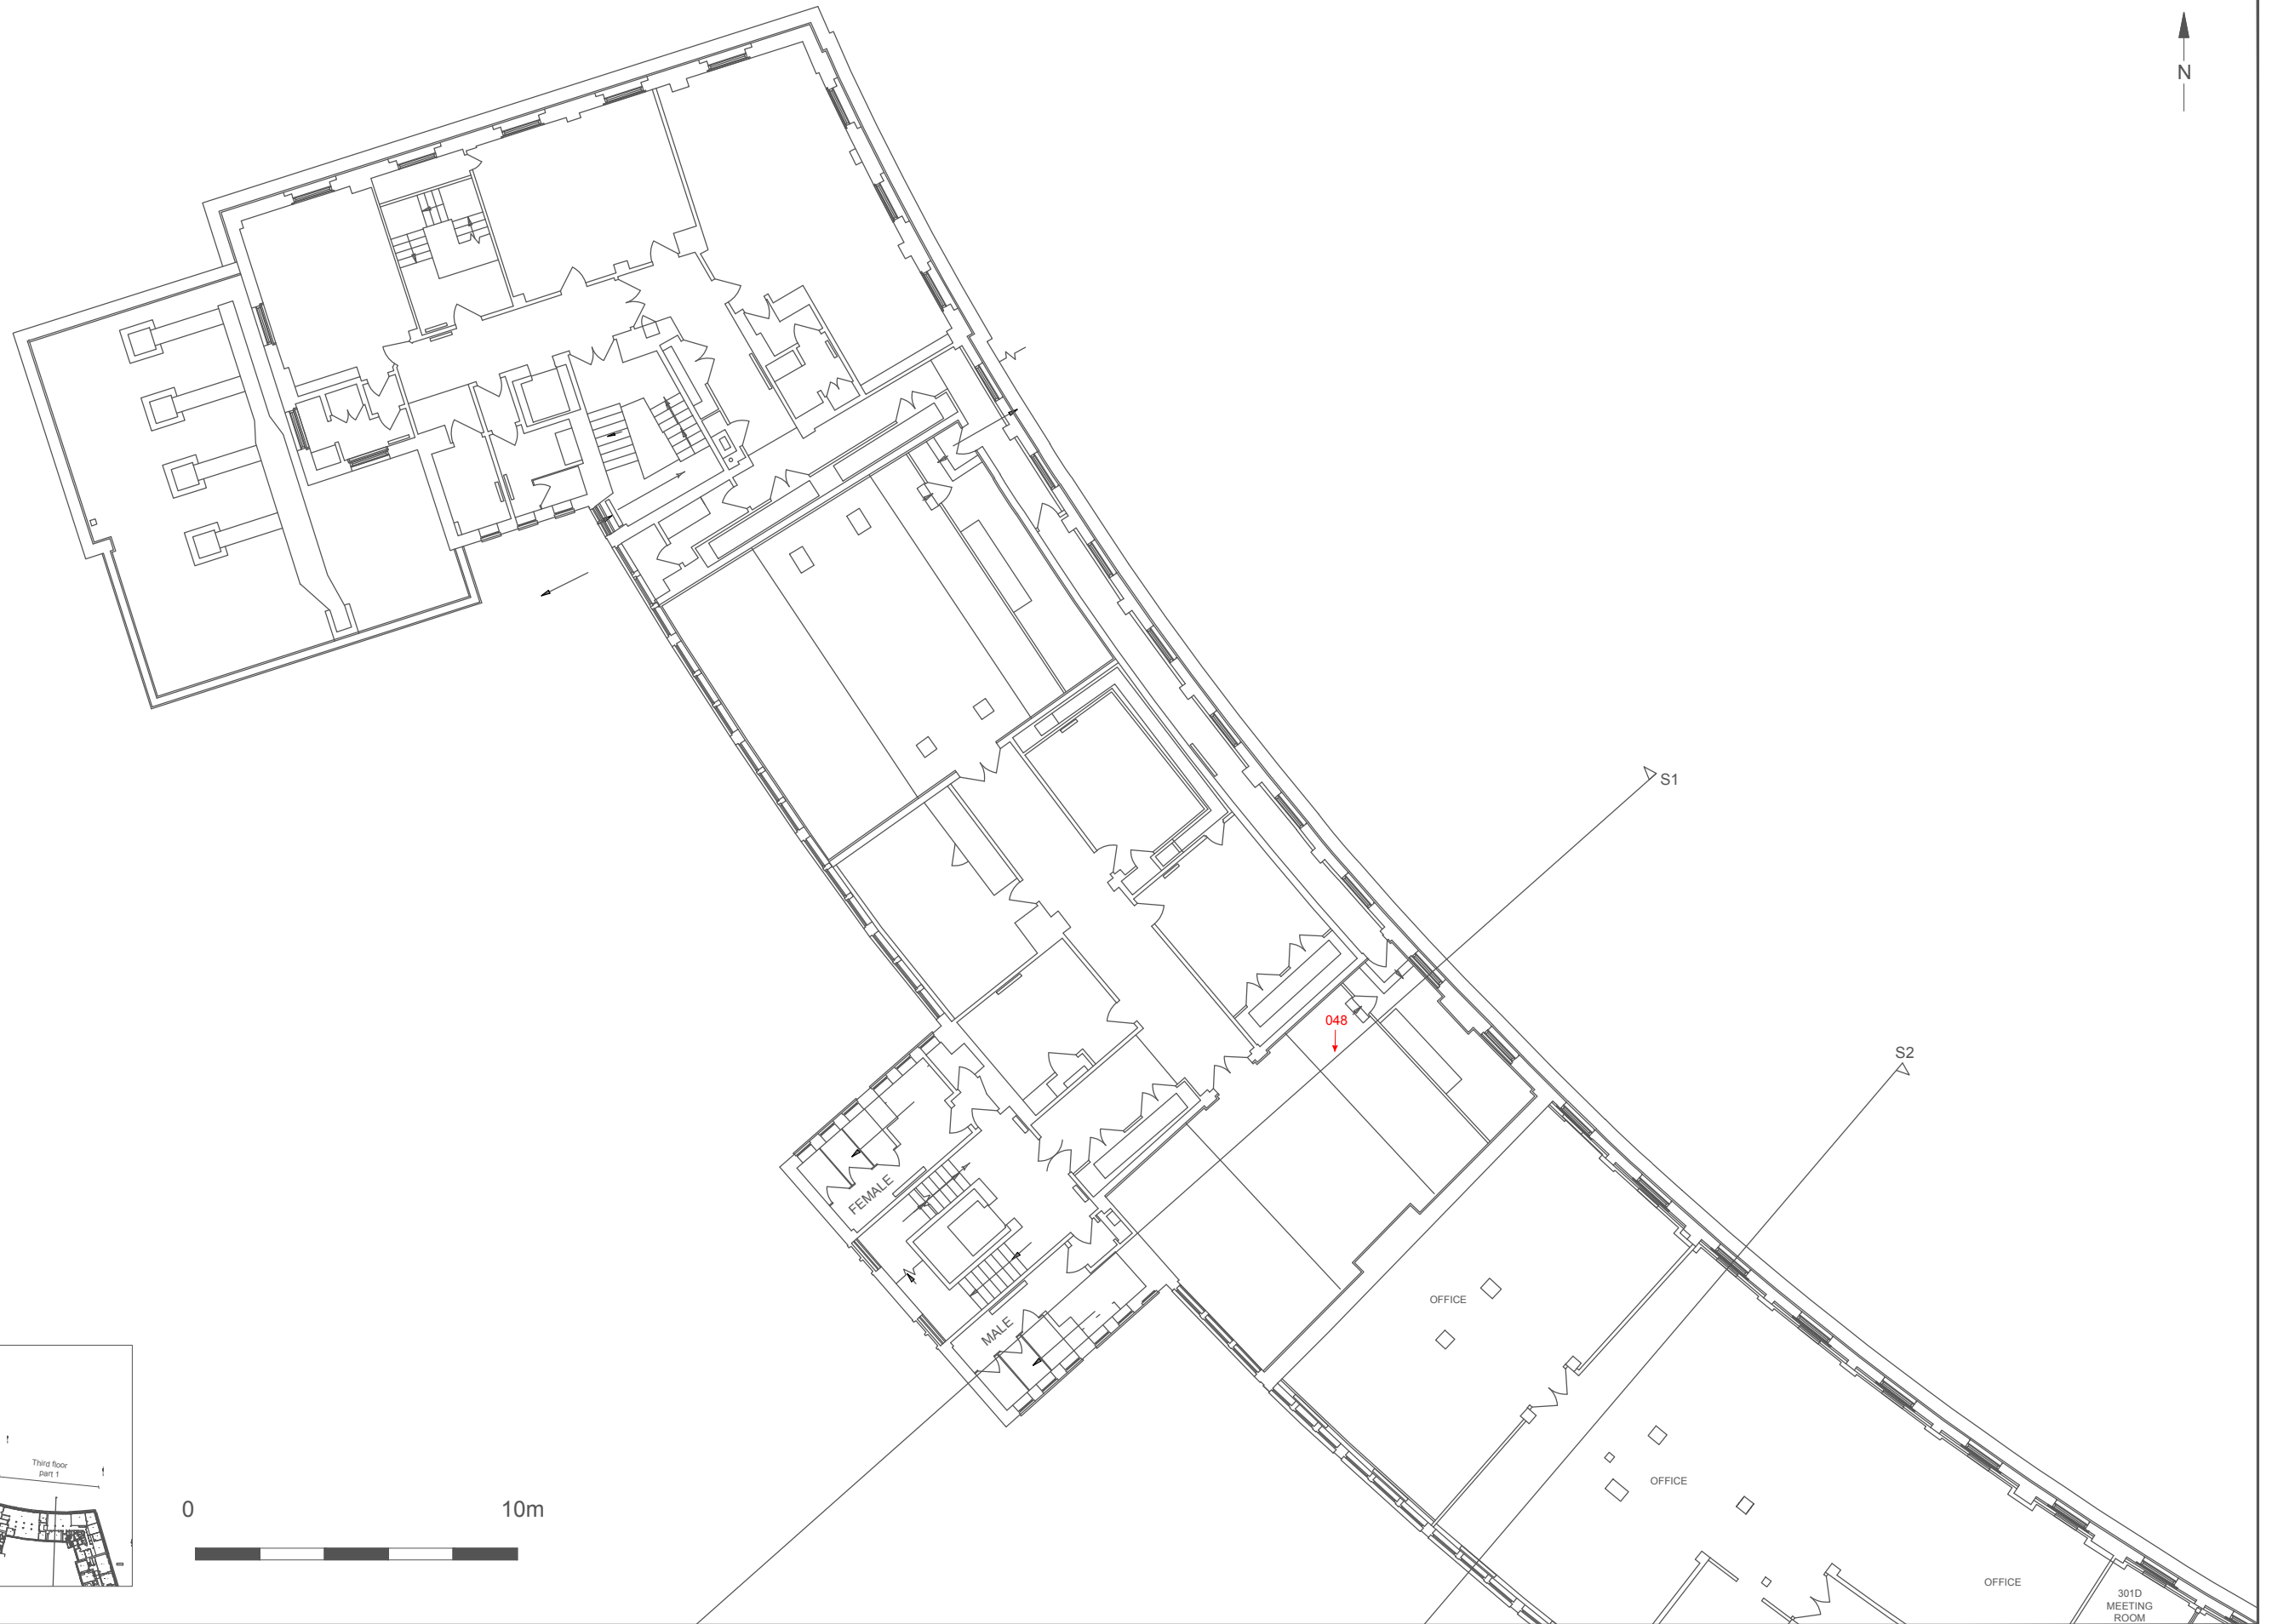 N
S1
048
S2
FEMALE
MALE
OFFICE
OFFICE
OFFICE
301D
MEETING
ROOM
Third floor
part 1
0 10m